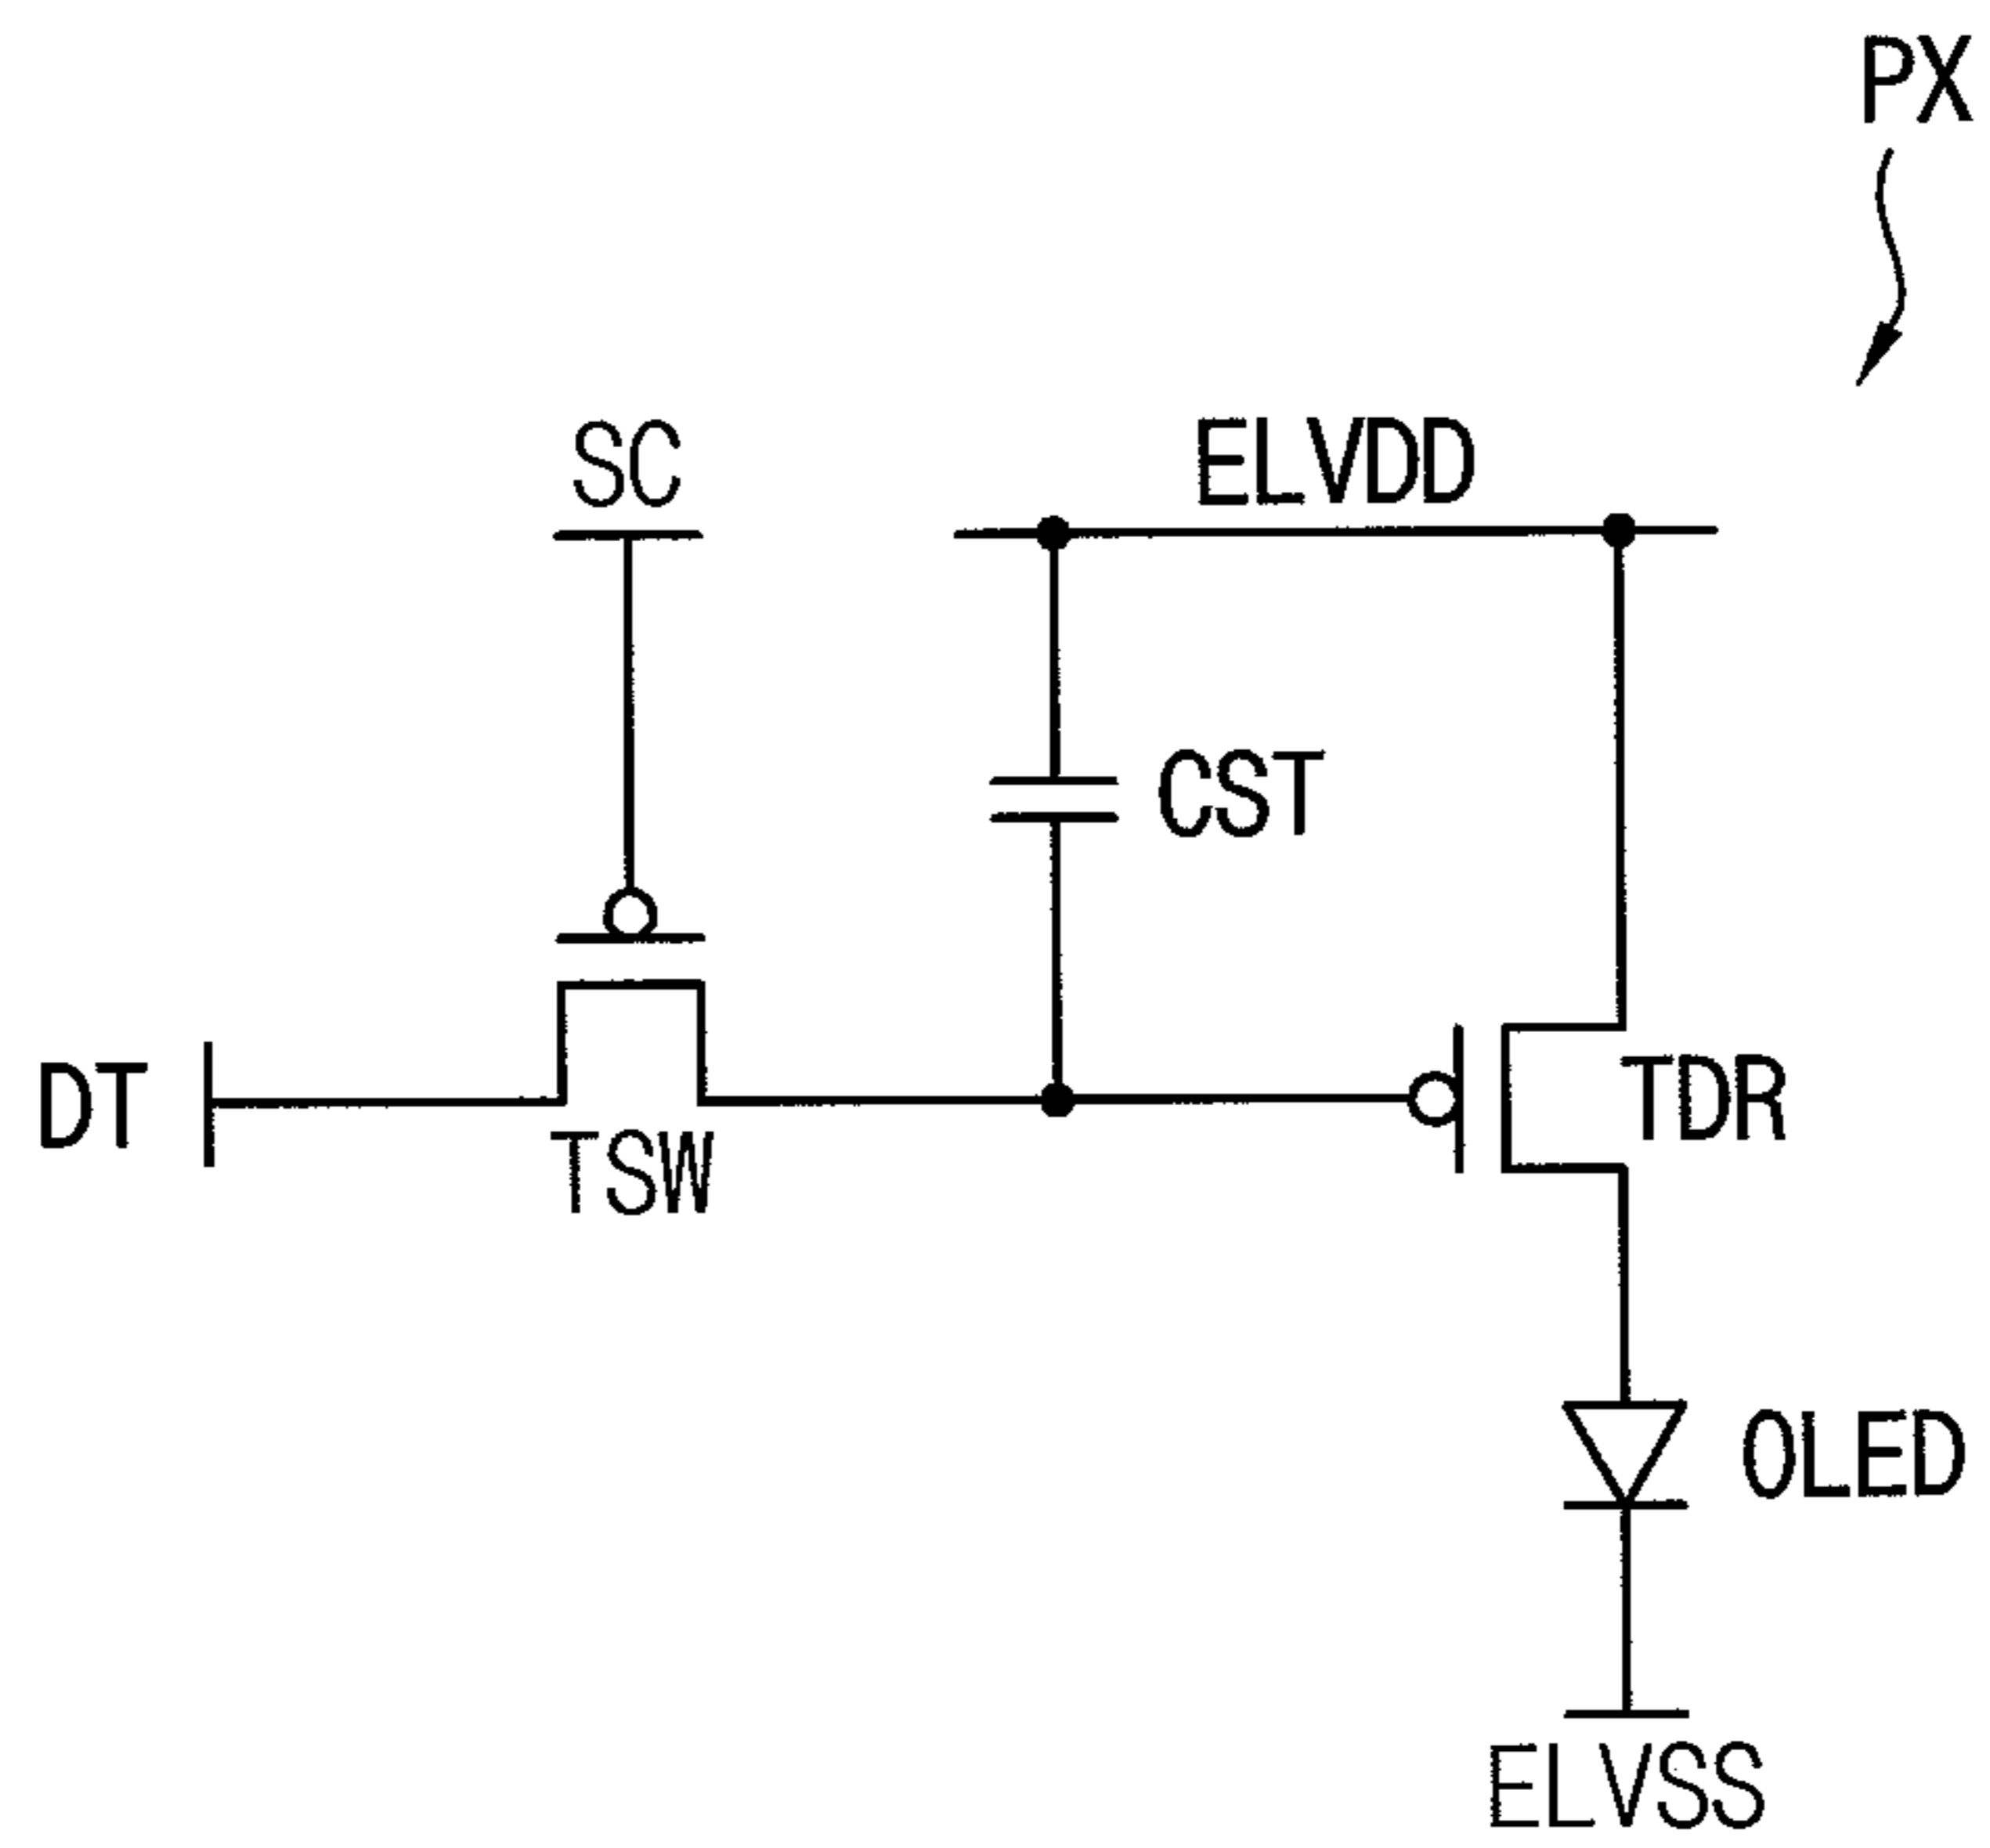 PX
SC
ELVDD
CST
DT
TSW
TDR
OLED
ELVSS